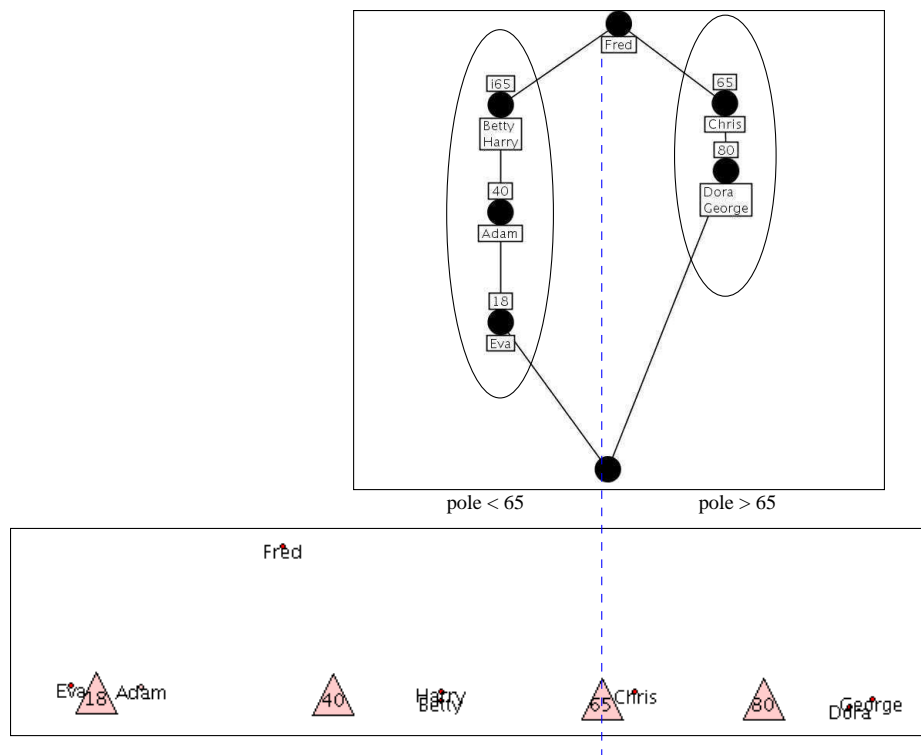 Fred
i65
65
Betty
Harry
Chris
80
40
Dora
George
Adam
18
Eva
pole < 65
pole > 65
Fred
Eva
18
Adam
40
Harry
Betty
65
Chris
80
George
Dora